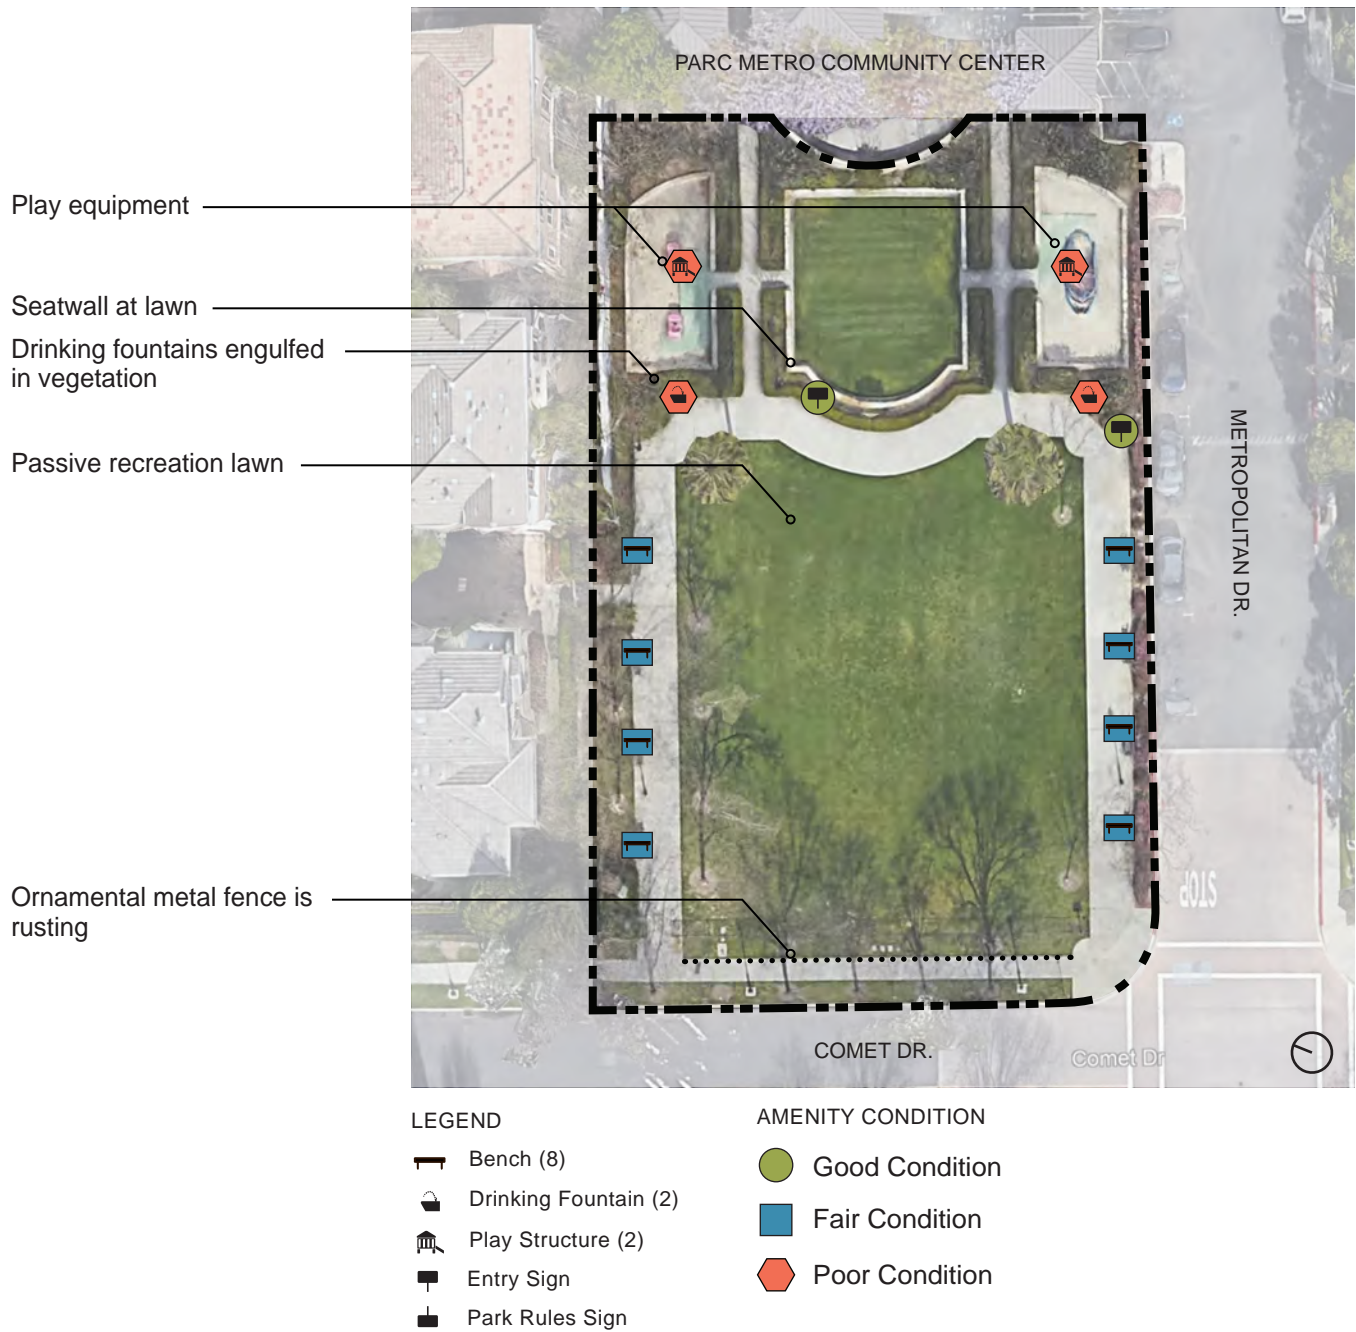 PARC METRO COMMUNITY CENTER
Play equipment
Seatwall at lawn
Drinking fountains engulfed
in vegetation
Passive recreation lawn
METROPOLITAN DR.
Ornamental metal fence is
rusting
STOP
COMET DR.
Comet Dr
LEGEND
Bench (8)
Drinking Fountain (2)
Play Structure (2)
Entry Sign
Park Rules Sign
AMENITY CONDITION
Good Condition
Fair Condition
Poor Condition